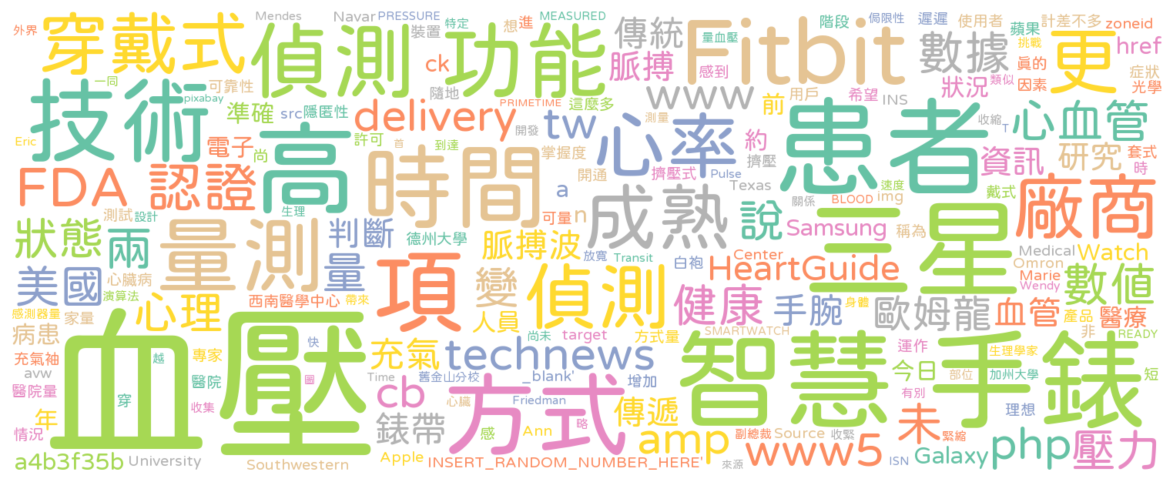 外界 穿戴式 Mendes Navar PRESSURE 特定 MEASURED 想 進 階段 侷限性 遲遲 計差不多 zoneid
偵測 功能 裝置 傳統 Fitbit 量血壓 蘋果 使用者 挑戰 更 href
一同 可靠性 ck 脈搏 感到 數據 真的 症狀
技術 pixabay 準確 src 隱匿性 隨地 PRIMETIME 這麼多 www 前 用戶 希望 狀況 類似 因素 光學
Eric 電子 尚 許可 delivery 首 到達 開發 tw 測量 心率 約 INS 患者 收縮 T 心血管
FDA 認證 高 時間 掌握度 開通 a 擠壓式 擠壓 Pulse 資訊 研究 套式 時
測試 設計 生理 可量 n 成熟 Texas 關係 速度 BLOOD img 戴式 廠商
狀態 兩 量測 判斷 德州大學 脈搏波 放寬 白袍 Center 說 Samsung 稱為 三星 Medical Watch Omron
美國 心臟病 量 項 變 Transit HeartGuide Marie Wendy
感測器量 演算法 西南醫學中心 帶來 偵測 健康 手腕 身體 歐姆龍 血管 產品 數值
病患 家量 心理 人員 target 方式量 SMARTWATCH 非 醫療 READY
充氣袖 專家 快 充氣 尚未 technews 舊金山分校 智慧 手錶 運作 生理學家
avw 越 血壓 圖 Time _blank' 增加 今日 部位 加州大學 短
醫院量 醫院 穿 cb 心臟 Friedman 方式 傳遞 有別 理想
年 收集 錶帶 略 感 Ann amp 副總裁 Source 收緊 未 緊縮
情況 www5 php 壓力
a4b3f35b University Southwestern Apple INSERT_RANDOM_NUMBER_HERE' 來源 ISN Galaxy